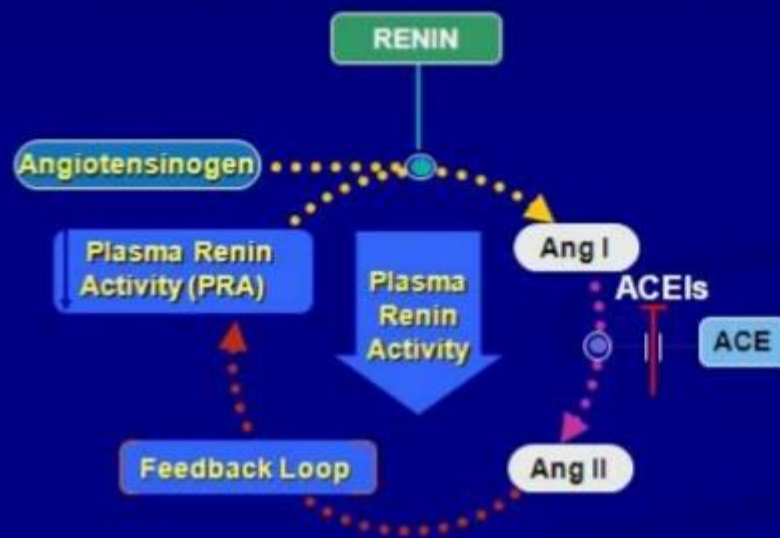 RENIN
Angiotensinogen
Plasma Renin
Activity (PRA)
Plasma
Renin
Activity
Ang I
ACEIs
ACE
Feedback Loop
Ang II